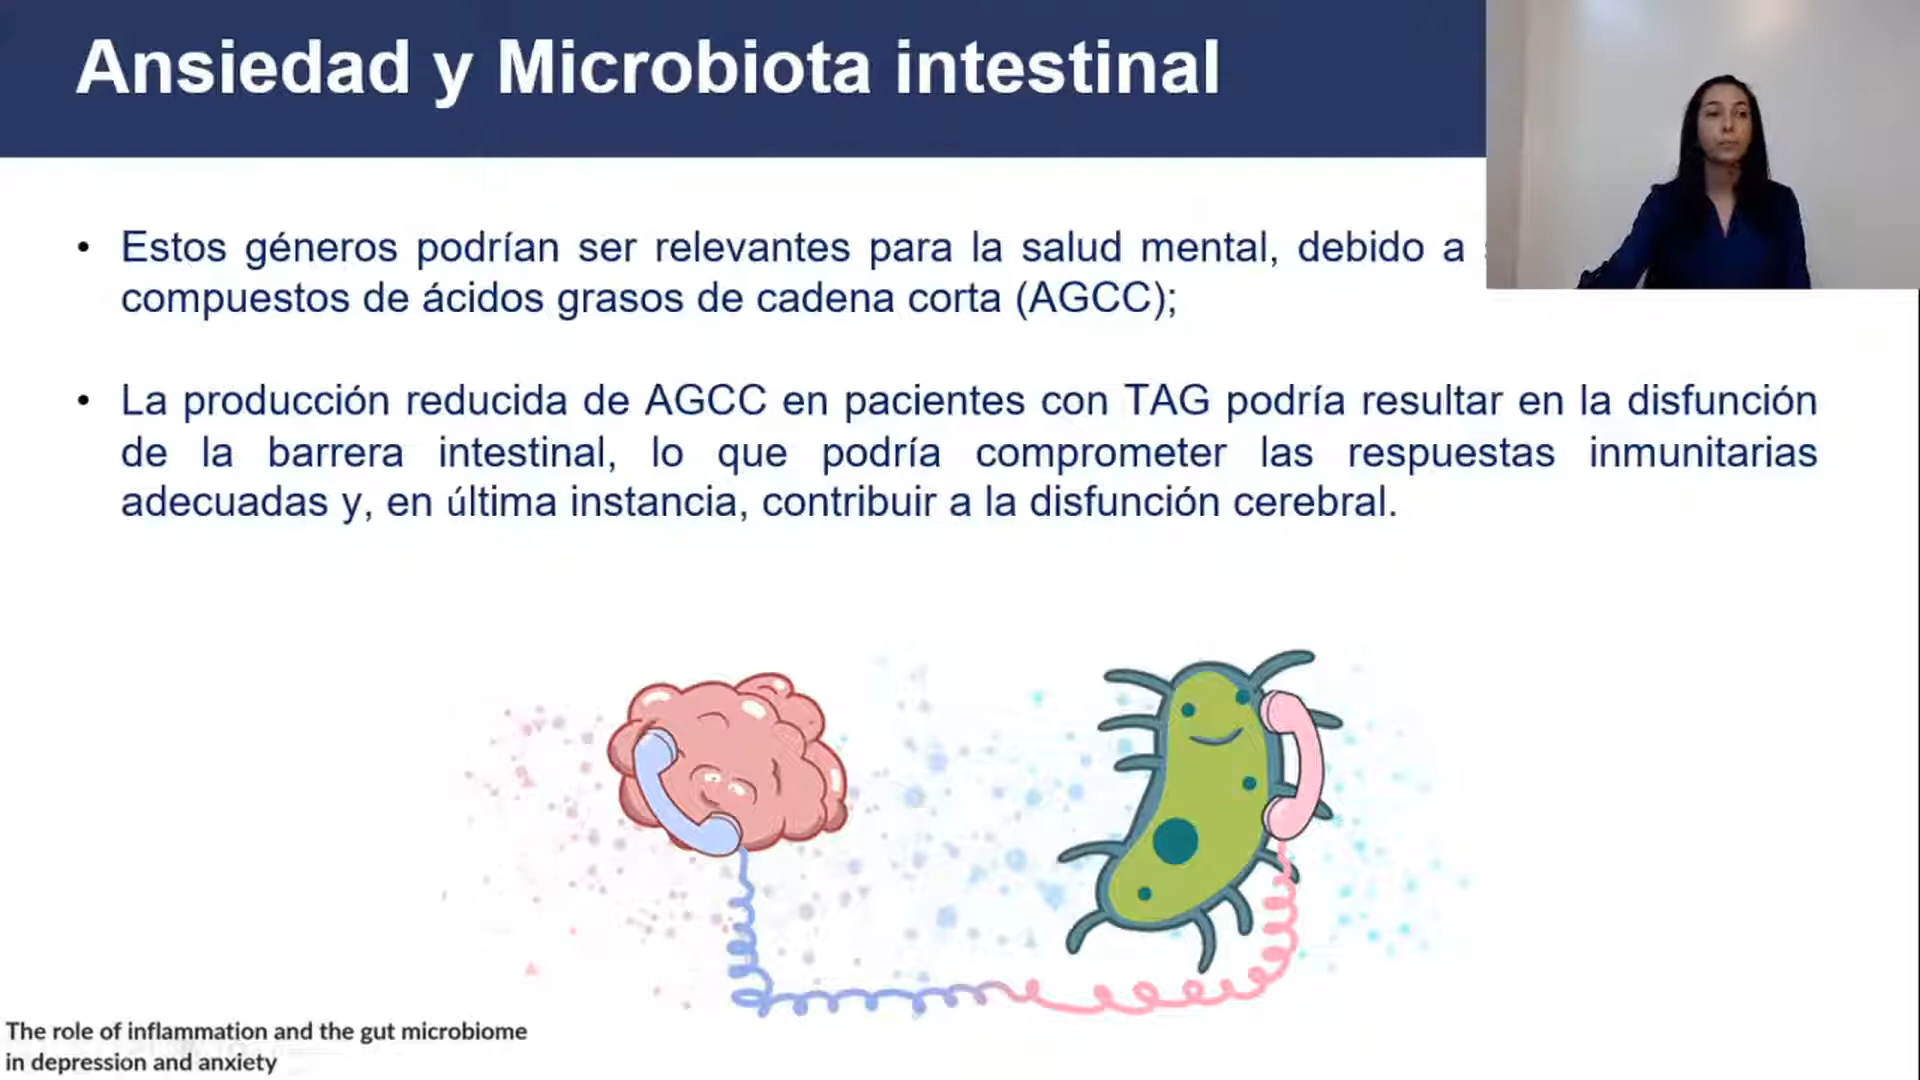 Ansiedad y Microbiota intestinal
• Estos géneros podrían ser relevantes para la salud mental, debido a
compuestos de ácidos grasos de cadena corta (AGCC);
• La producción reducida de AGCC en pacientes con TAG podría resultar en la disfunción
de la barrera intestinal, lo que podría comprometer las respuestas inmunitarias
adecuadas y, en última instancia, contribuir a la disfunción cerebral.
The role of inflammation and the gut microbiome
in depression and anxiety